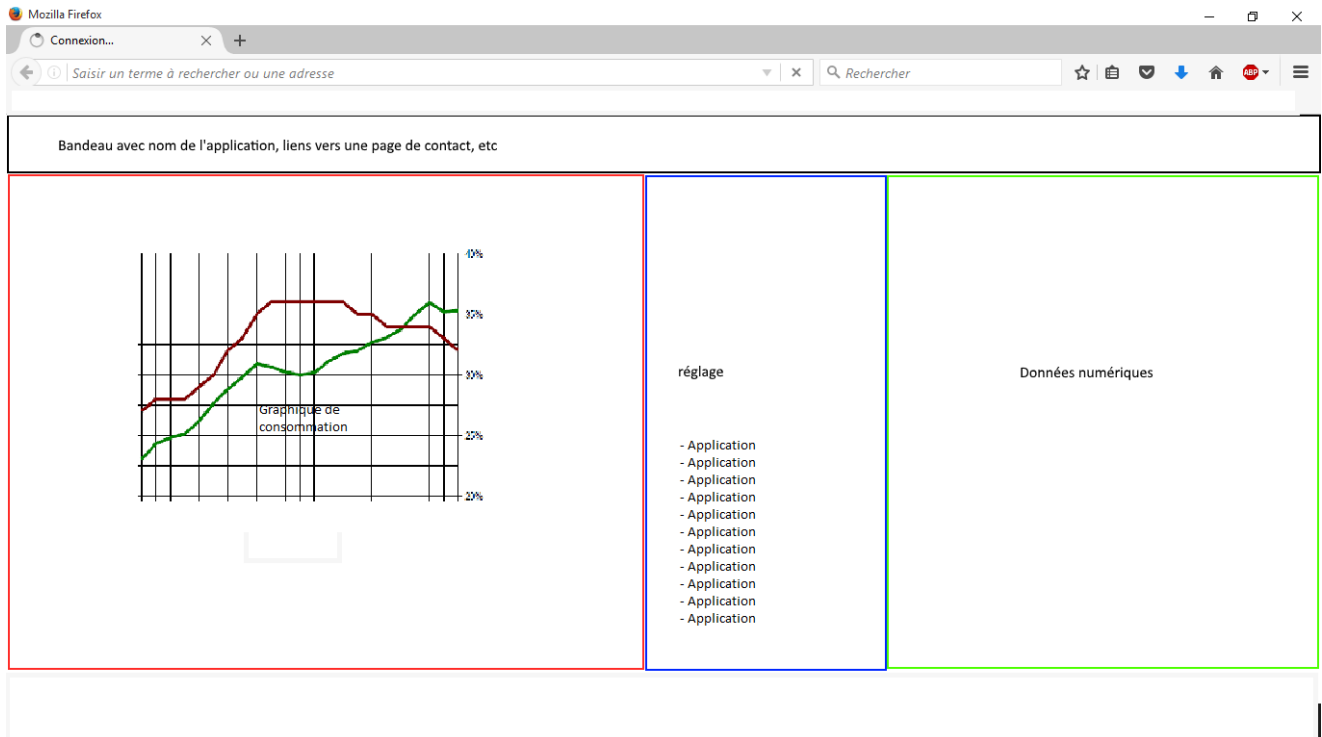 Mozilla Firefox
Connexion...
Saisir un terme à rechercher ou une adresse
Rechercher
ABP
Bandeau avec nom de l'application, liens vers une page de contact, etc
40%
35%
30%
25%
20%
Graphique de
consommation
réglage
- Application
- Application
- Application
- Application
- Application
- Application
- Application
- Application
- Application
- Application
- Application
Données numériques